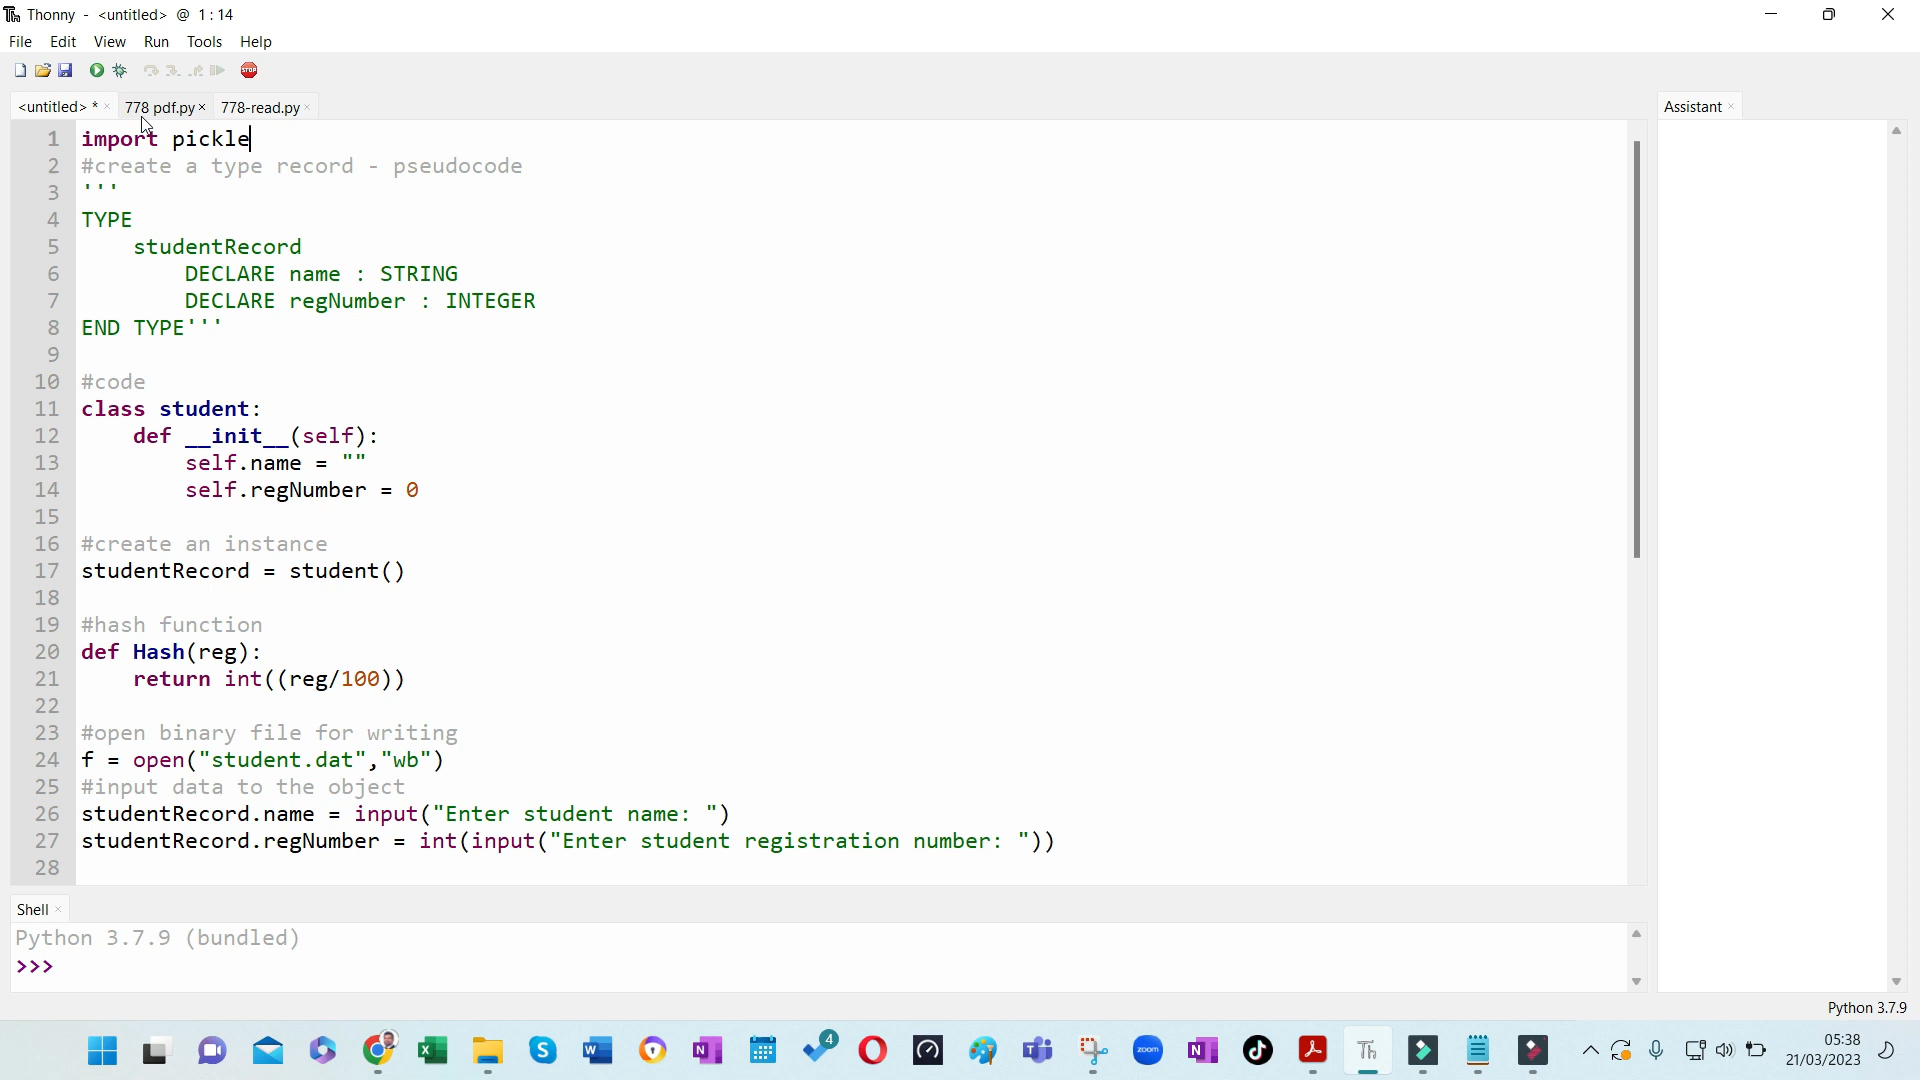 Thonny - <untitled> @ 1 : 14
File Edit View Run Tools Help
STOP
<untitled> * × 778 pdf.py × 778-read.py ×
Assistant ×
1 import pickle
2 #create a type record - pseudocode
3 '''
4 TYPE
5 studentRecord
6 DECLARE name : STRING
7 DECLARE regNumber : INTEGER
8 END TYPE'''
9
10 #code
11 class student:
12 def __init__(self):
13 self.name = ""
14 self.regNumber = 0
15
16 #create an instance
17 studentRecord = student()
18
19 #hash function
20 def Hash(reg):
21 return int((reg/100))
22
23 #open binary file for writing
24 f = open("student.dat","wb")
25 #input data to the object
26 studentRecord.name = input("Enter student name: ")
27 studentRecord.regNumber = int(input("Enter student registration number: "))
28
Shell ×
Python 3.7.9 (bundled)
>>>
Python 3.7.9
4
zoom
Th
05:38
21/03/2023